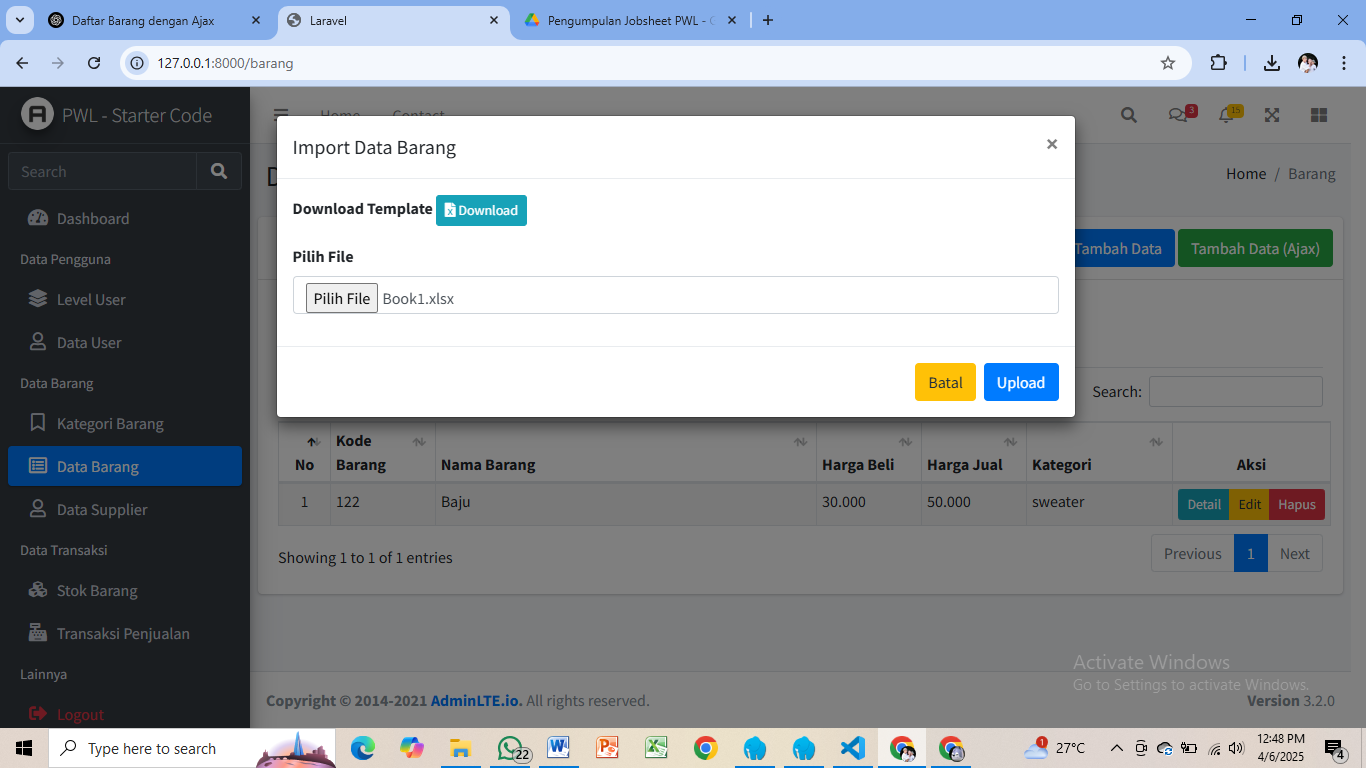 Daftar Barang dengan Ajax
Laravel
Pengumpulan Jobsheet PWL - 
127.0.0.1:8000/barang
PWL - Starter Code
Home Contact
3
15
Search
Dashboard
Data Pengguna
Level User
Data User
Data Barang
Kategori Barang
Data Barang
Data Supplier
Data Transaksi
Stok Barang
Transaksi Penjualan
Lainnya
Logout
Import Data Barang ×
Download Template Download
Pilih File
Pilih File Book1.xlsx
Batal Upload
D
Home / Barang
Tambah Data Tambah Data (Ajax)
Search:
No Kode Barang Nama Barang Harga Beli Harga Jual Kategori Aksi
1 122 Baju 30.000 50.000 sweater Detail Edit Hapus
Showing 1 to 1 of 1 entries
Previous 1 Next
Activate Windows
Go to Settings to activate Windows.
Copyright © 2014-2021 AdminLTE.io. All rights reserved.
Version 3.2.0
Type here to search
22
1
27°C
12:48 PM
4/6/2025
4